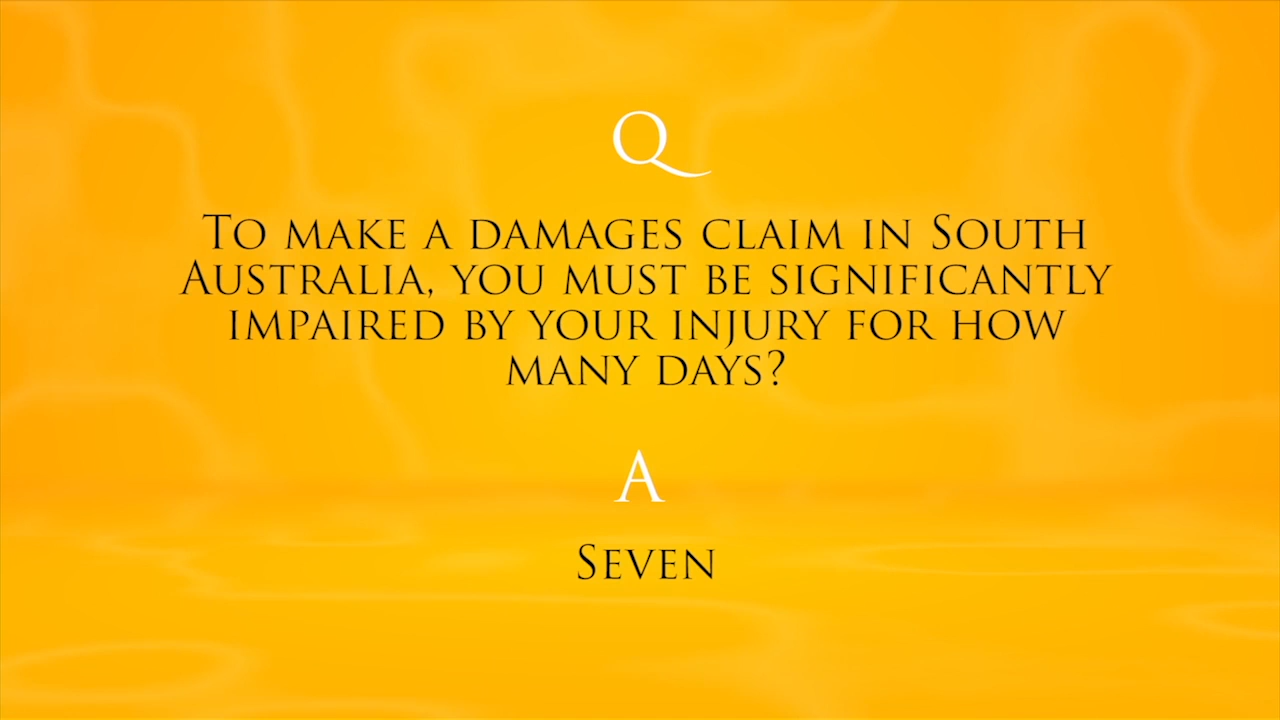 Q
To make a damages claim in South
Australia, you must be significantly
impaired by your injury for how
many days?
A
Seven